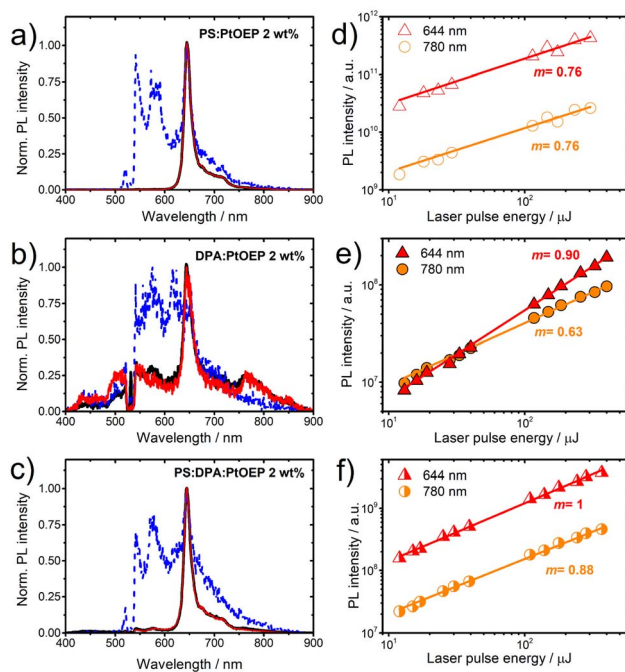 a)
PS:PtOEP 2 wt%
Norm. PL intensity
1.00
0.75
0.50
0.25
0.00
400 500 600 700 800 900
Wavelength / nm
b)
DPA:PtOEP 2 wt%
Norm. PL intensity
1.00
0.75
0.50
0.25
0.00
400 500 600 700 800 900
Wavelength / nm
c)
PS:DPA:PtOEP 2 wt%
Norm. PL intensity
1.00
0.75
0.50
0.25
0.00
400 500 600 700 800 900
Wavelength / nm
d)
644 nm
780 nm
m= 0.76
m= 0.76
PL intensity / a.u.
10¹²
10¹¹
10¹⁰
10⁹
10¹ 10²
Laser pulse energy / µJ
e)
644 nm
780 nm
m= 0.90
m= 0.63
PL intensity / a.u.
10⁸
10⁷
10¹ 10²
Laser pulse energy / µJ
f)
644 nm
780 nm
m= 1
m= 0.88
PL intensity / a.u.
10⁹
10⁸
10⁷
10¹ 10²
Laser pulse energy / µJ